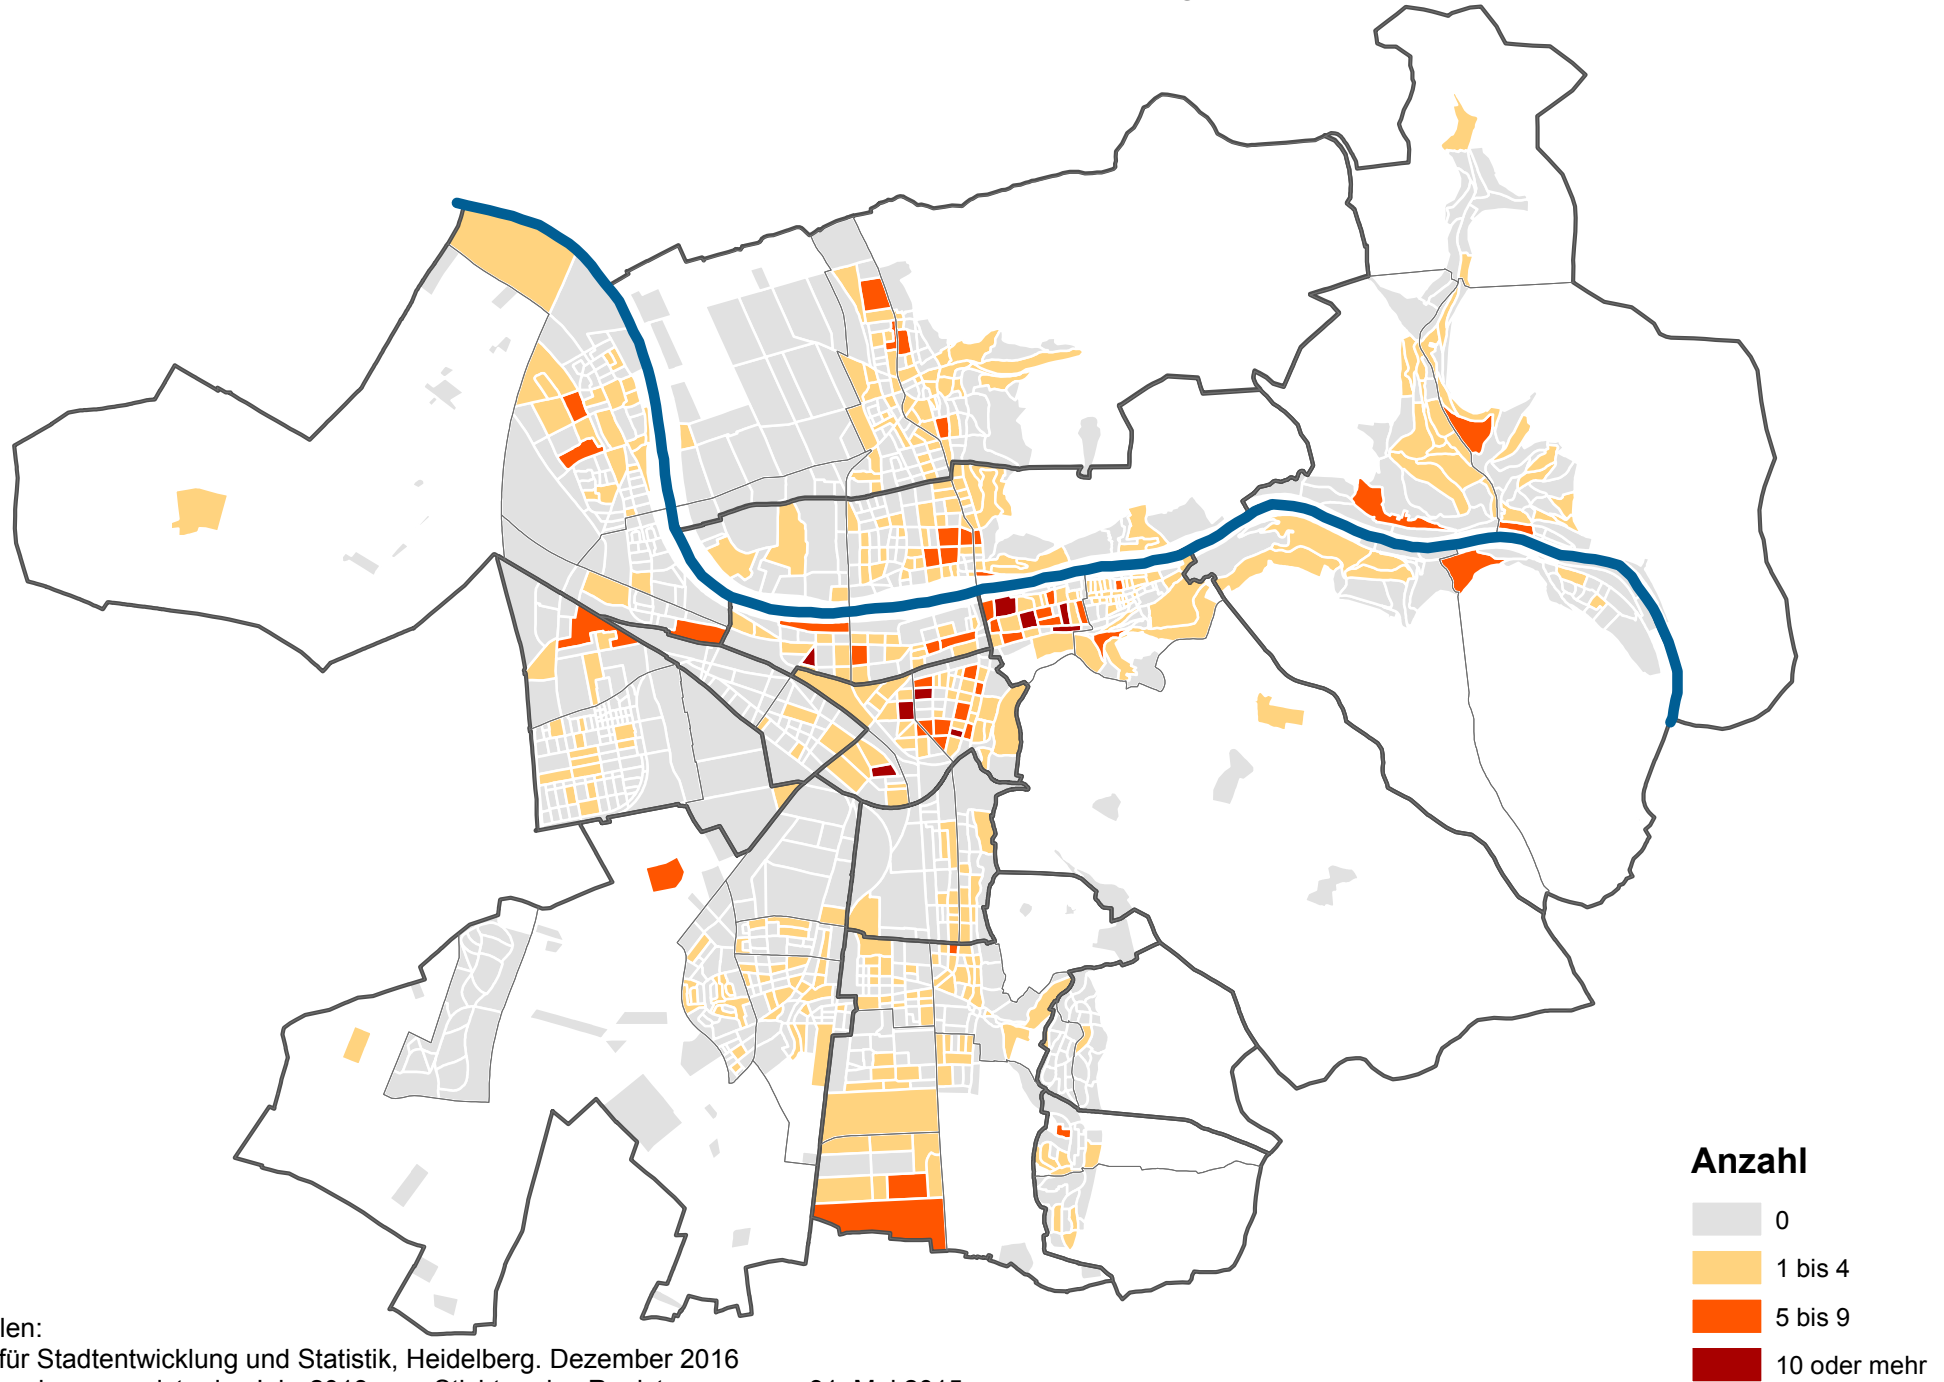 Anzahl
0
1 bis 4
5 bis 9
10 oder mehr
len:
für Stadtentwicklung und Statistik, Heidelberg. Dezember 2016